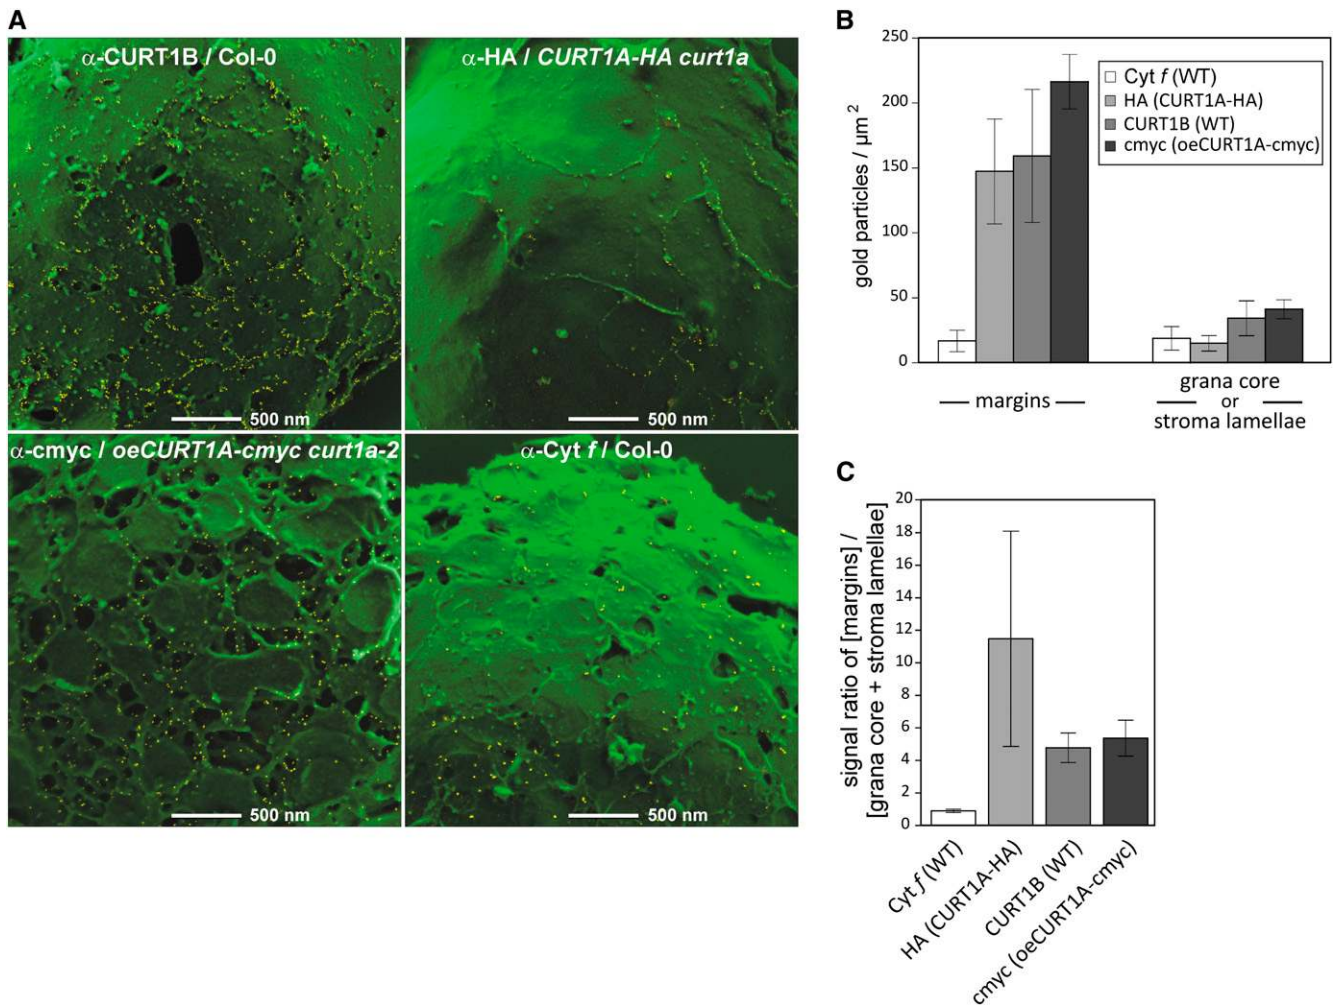 A
α-CURT1B / Col-0
α-HA / CURT1A-HA curt1a
500 nm
500 nm
α-cmyc / oeCURT1A-cmyc curt1a-2
α-Cyt f / Col-0
500 nm
500 nm
B
gold particles / µm²
250
200
150
100
50
0
Cyt f (WT)
HA (CURT1A-HA)
CURT1B (WT)
cmyc (oeCURT1A-cmyc)
margins
grana core
or
stroma lamellae
C
signal ratio of [margins] /
[grana core + stroma lamellae]
20
18
16
14
12
10
8
6
4
2
0
Cyt f (WT)
HA (CURT1A-HA)
CURT1B (WT)
cmyc (oeCURT1A-cmyc)